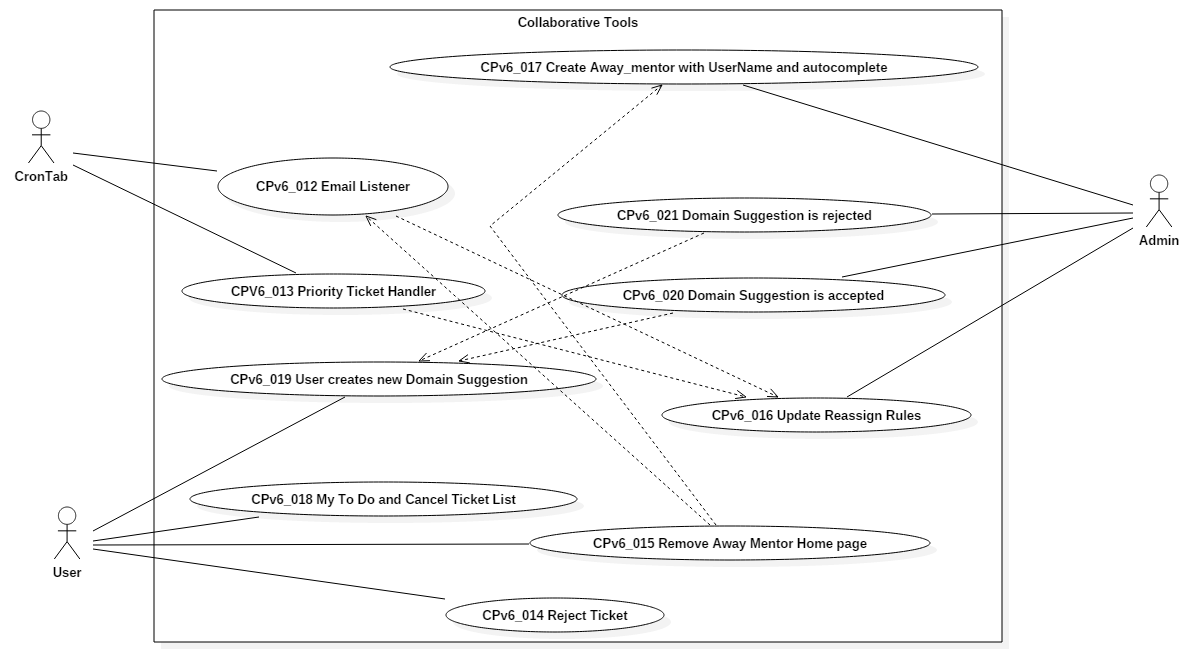 Collaborative Tools
CPv6_017 Create Away_mentor with UserName and autocomplete
CronTab
CPv6_012 Email Listener
CPv6_021 Domain Suggestion is rejected
Admin
CPV6_013 Priority Ticket Handler
CPv6_020 Domain Suggestion is accepted
CPv6_019 User creates new Domain Suggestion
CPv6_016 Update Reassign Rules
CPv6_018 My To Do and Cancel Ticket List
CPv6_015 Remove Away Mentor Home page
User
CPv6_014 Reject Ticket